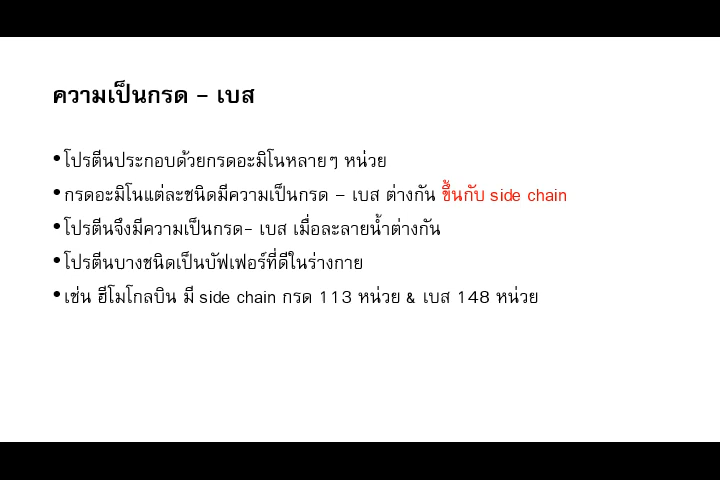 ความเป็นกรด – เบส
•โปรตีนประกอบด้วยกรดอะมิโนหลายๆ หน่วย
•กรดอะมิโนแต่ละชนิดมีความเป็นกรด – เบส ต่างกัน ขึ้นกับ side chain
•โปรตีนจึงมีความเป็นกรด– เบส เมื่อละลายน้ำต่างกัน
•โปรตีนบางชนิดเป็นบัฟเฟอร์ที่ดีในร่างกาย
•เช่น ฮีโมโกลบิน มี side chain กรด 113 หน่วย & เบส 148 หน่วย